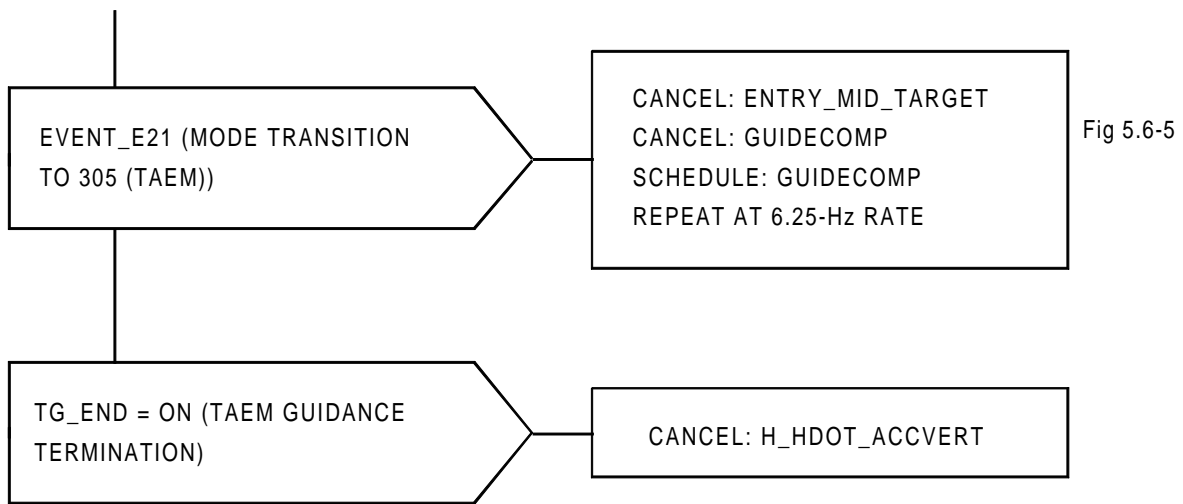 EVENT_E21 (MODE TRANSITION
TO 305 (TAEM))
CANCEL: ENTRY_MID_TARGET
CANCEL: GUIDECOMP
SCHEDULE: GUIDECOMP
REPEAT AT 6.25-Hz RATE
Fig 5.6-5
TG_END = ON (TAEM GUIDANCE
TERMINATION)
CANCEL: H_HDOT_ACCVERT